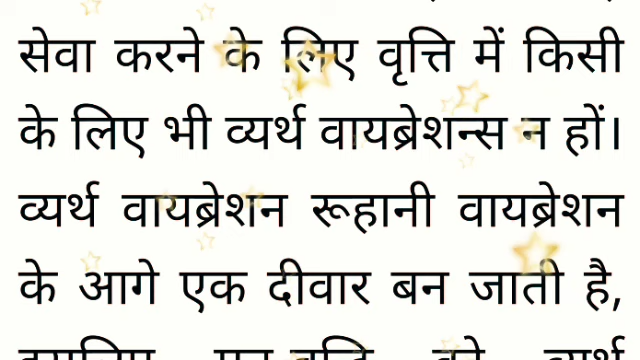 सेवा करने के लिए वृत्ति में किसी
के लिए भी व्यर्थ वायब्रेशन्स न हों।
व्यर्थ वायब्रेशन रूहानी वायब्रेशन
के आगे एक दीवार बन जाती है,